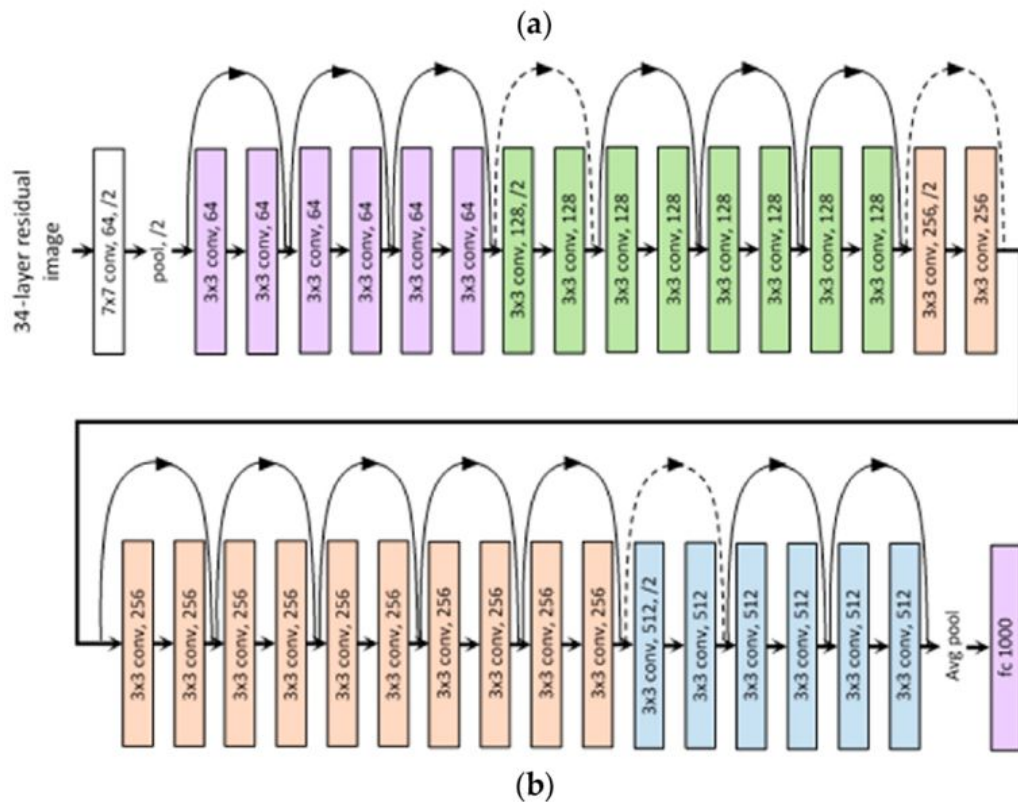 (a)
34-layer residual
image
7x7 conv, 64, /2
pool, /2
3x3 conv, 64
3x3 conv, 64
3x3 conv, 64
3x3 conv, 64
3x3 conv, 64
3x3 conv, 64
3x3 conv, 128, /2
3x3 conv, 128
3x3 conv, 128
3x3 conv, 128
3x3 conv, 128
3x3 conv, 128
3x3 conv, 128
3x3 conv, 128
3x3 conv, 256, /2
3x3 conv, 256
3x3 conv, 256
3x3 conv, 256
3x3 conv, 256
3x3 conv, 256
3x3 conv, 256
3x3 conv, 256
3x3 conv, 256
3x3 conv, 256
3x3 conv, 256
3x3 conv, 256
3x3 conv, 512, /2
3x3 conv, 512
3x3 conv, 512
3x3 conv, 512
3x3 conv, 512
3x3 conv, 512
Avg pool
fc 1000
(b)